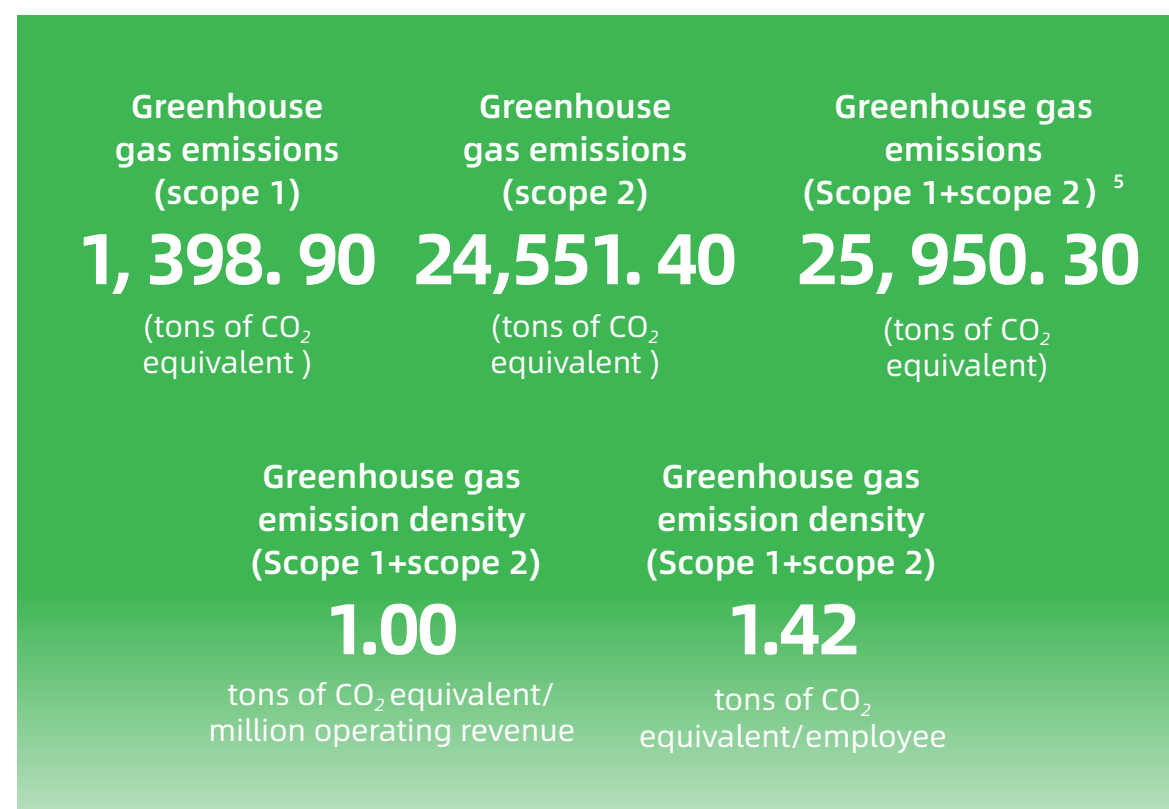 Greenhouse
gas emissions
(scope 1)
1, 398. 90
(tons of CO₂
equivalent )
Greenhouse
gas emissions
(scope 2)
24,551. 40
(tons of CO₂
equivalent )
Greenhouse gas
emissions
(Scope 1+scope 2) ⁵
25, 950. 30
(tons of CO₂
equivalent)
Greenhouse gas
emission density
(Scope 1+scope 2)
1.00
tons of CO₂ equivalent/
million operating revenue
Greenhouse gas
emission density
(Scope 1+scope 2)
1.42
tons of CO₂
equivalent/employee